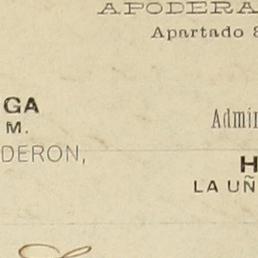 APODERA
Apartado 8
GA
M.
DERON,
Admin
H
LA UÑ